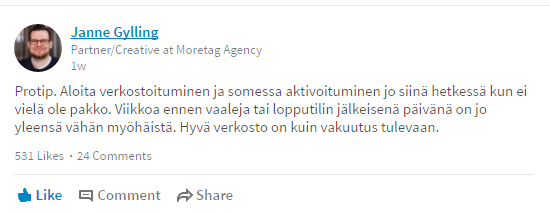 Janne Gylling
Partner/Creative at Moretag Agency
1w
Protip. Aloita verkostoituminen ja somessa aktivoituminen jo siinä hetkessä kun ei
vielä ole pakko. Viikkoa ennen vaaleja tai lopputilin jälkeisenä päivänä on jo
yleensä vähän myöhäistä. Hyvä verkosto on kuin vakuutus tulevaan.
531 Likes • 24 Comments
Like Comment Share